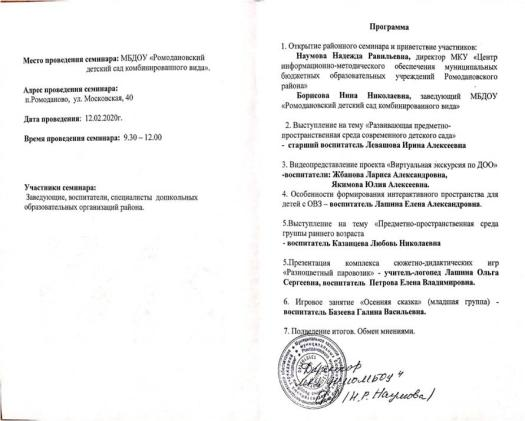 Место проведения семинара: МБДОУ «Ромодановский
детский сад комбинированного вида».
Адрес проведения семинара:
п.Ромоданово, ул. Московская, 40
Дата проведения: 12.02.2020г.
Время проведения семинара: 9.30 – 12.00
Участники семинара:
Заведующие, воспитатели, специалисты дошкольных
образовательных организаций района.
Программа
1. Открытие районного семинара и приветствие участников:
Наумова Надежда Равильевна, директор МКУ «Центр
информационно-методического обеспечения муниципальных
бюджетных образовательных учреждений Ромодановского
района»
Борисова Нина Николаевна, заведующий МБДОУ
«Ромодановский детский сад комбинированного вида»
2. Выступление на тему «Развивающая предметно-
пространственная среда современного детского сада»
- старший воспитатель Левашова Ирина Алексеевна
3. Видеопредставление проекта «Виртуальная экскурсия по ДОО»
-воспитатели: Жбанова Лариса Александровна,
Якимова Юлия Алексеевна.
4. Особенности формирования интерактивного пространства для
детей с ОВЗ – воспитатель Лапина Елена Александровна.
5.Выступление на тему «Предметно-пространственная среда
группы раннего возраста
- воспитатель Казанцева Любовь Николаевна
5.Презентация комплекса сюжетно-дидактических игр
«Разноцветный паровозик» - учитель-логопед Лашина Ольга
Сергеевна, воспитатель Петрова Елена Владимировна.
6. Игровое занятие «Осенняя сказка» (младшая группа) -
воспитатель Базеева Галина Васильевна.
7. Подведение итогов. Обмен мнениями.
Директор
/Н.Р. Наумова/